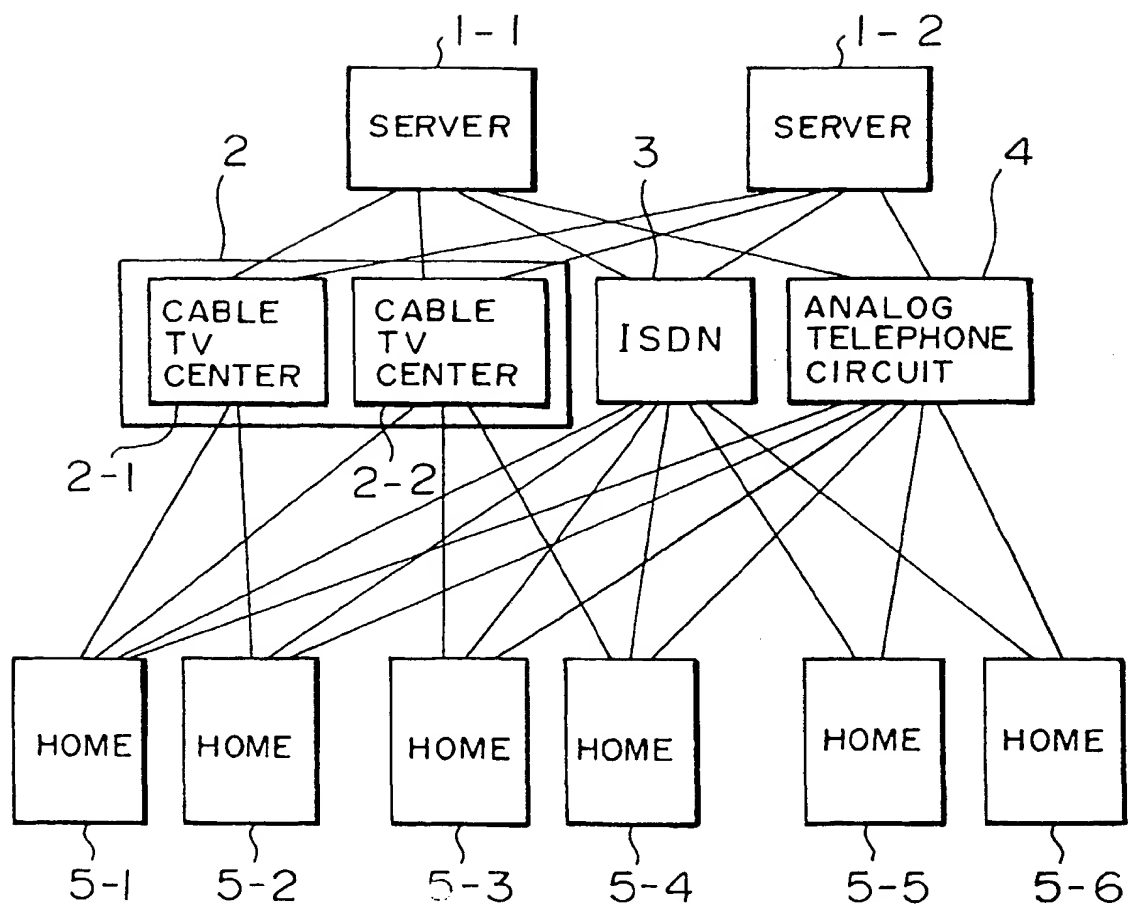 1-1
1-2
SERVER
SERVER
2
3
4
CABLE
TV
CENTER
CABLE
TV
CENTER
ISDN
ANALOG
TELEPHONE
CIRCUIT
2-1
2-2
HOME
HOME
HOME
HOME
HOME
HOME
5-1
5-2
5-3
5-4
5-5
5-6